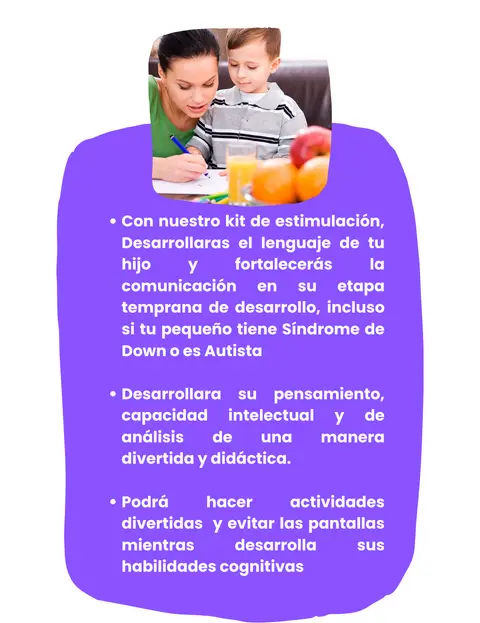 • Con nuestro kit de estimulación,
Desarrollaras el lenguaje de tu
hijo y fortalecerás la
comunicación en su etapa
temprana de desarrollo, incluso
si tu pequeño tiene Síndrome de
Down o es Autista
• Desarrollara su pensamiento,
capacidad intelectual y de
análisis de una manera
divertida y didáctica.
• Podrá hacer actividades
divertidas y evitar las pantallas
mientras desarrolla sus
habilidades cognitivas